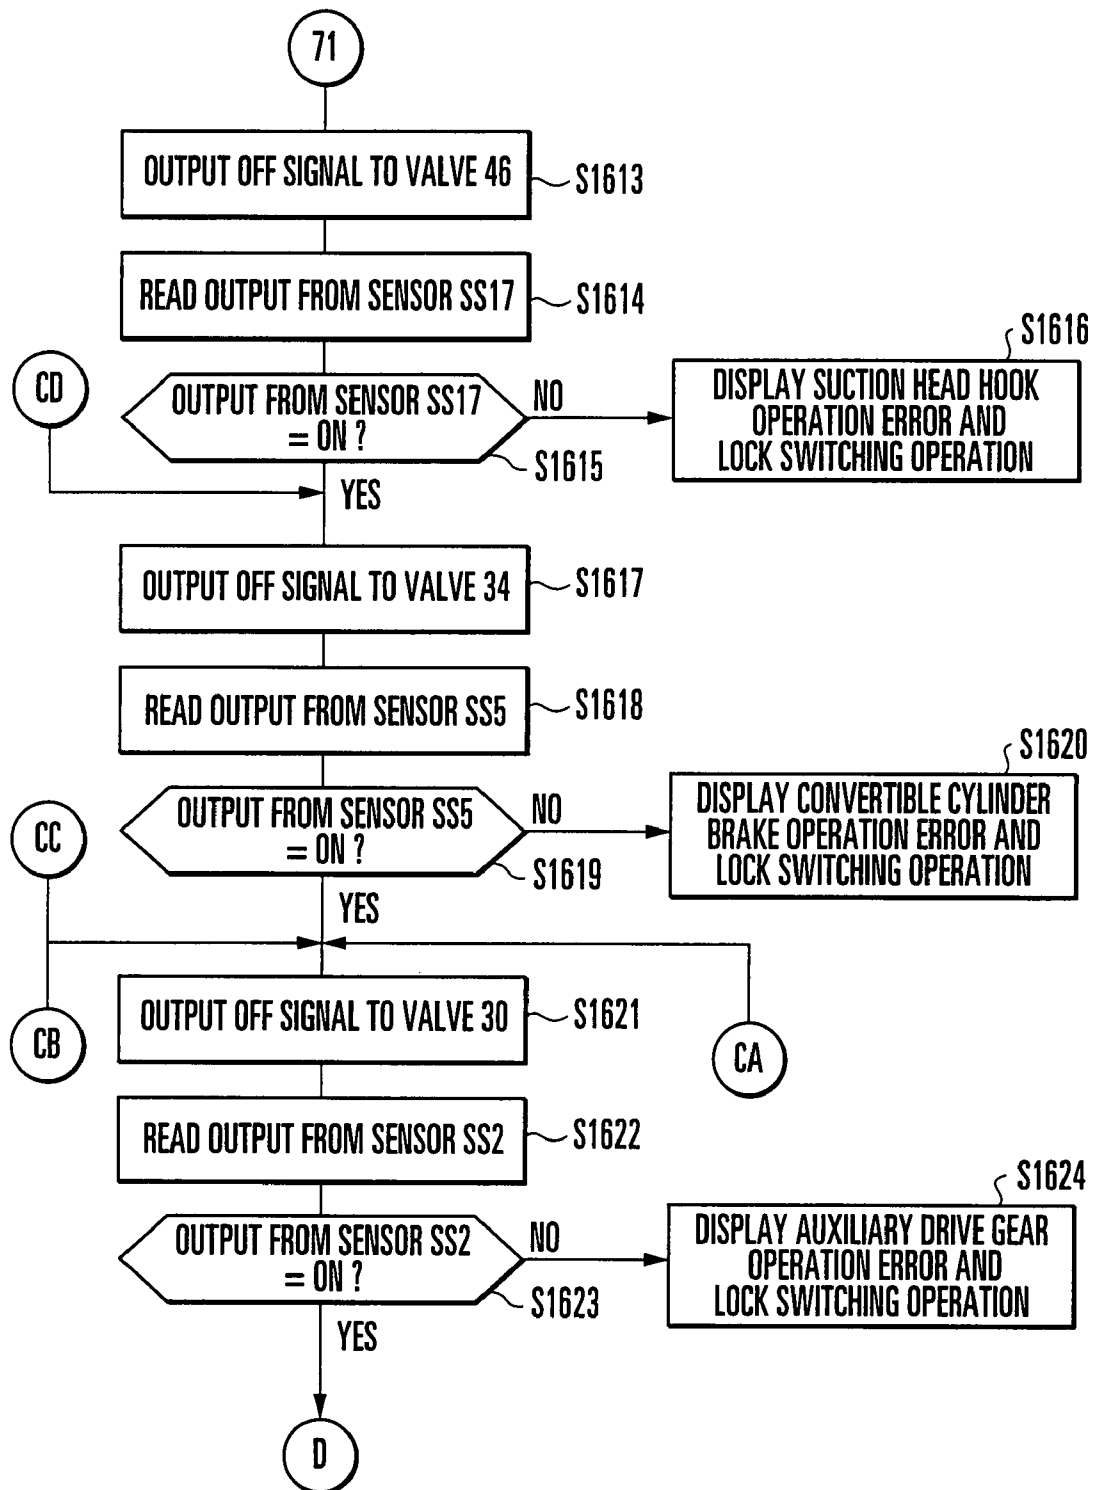 71
OUTPUT OFF SIGNAL TO VALVE 46
S1613
READ OUTPUT FROM SENSOR SS17
S1614
CD
OUTPUT FROM SENSOR SS17
= ON ?
S1615
NO
S1616
DISPLAY SUCTION HEAD HOOK
OPERATION ERROR AND
LOCK SWITCHING OPERATION
YES
OUTPUT OFF SIGNAL TO VALVE 34
S1617
READ OUTPUT FROM SENSOR SS5
S1618
CC
OUTPUT FROM SENSOR SS5
= ON ?
S1619
NO
S1620
DISPLAY CONVERTIBLE CYLINDER
BRAKE OPERATION ERROR AND
LOCK SWITCHING OPERATION
YES
CB
OUTPUT OFF SIGNAL TO VALVE 30
S1621
CA
READ OUTPUT FROM SENSOR SS2
S1622
OUTPUT FROM SENSOR SS2
= ON ?
S1623
NO
S1624
DISPLAY AUXILIARY DRIVE GEAR
OPERATION ERROR AND
LOCK SWITCHING OPERATION
YES
D